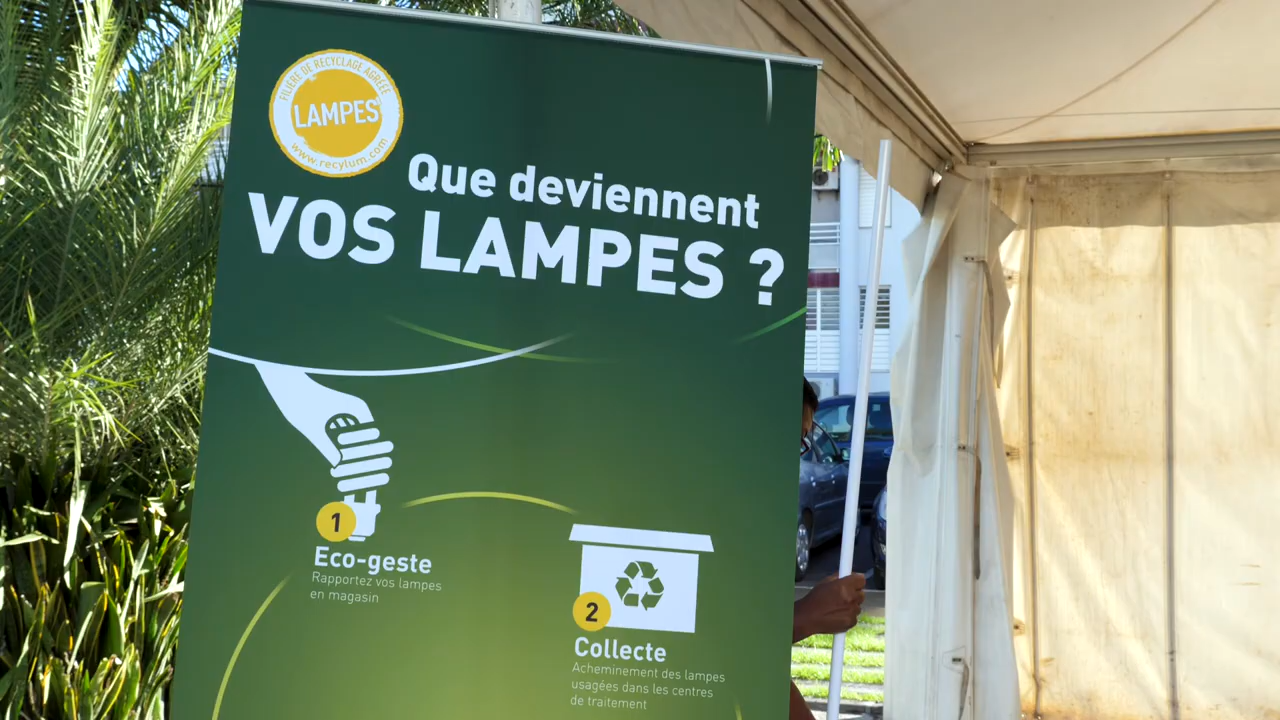 FILIÈRE DE RECYCLAGE AGRÉÉE
LAMPES
www.recylum.com
Que deviennent
VOS LAMPES ?
1
Eco-geste
Rapportez vos lampes
en magasin
2
Collecte
Acheminement des lampes
usagées dans les centres
de traitement